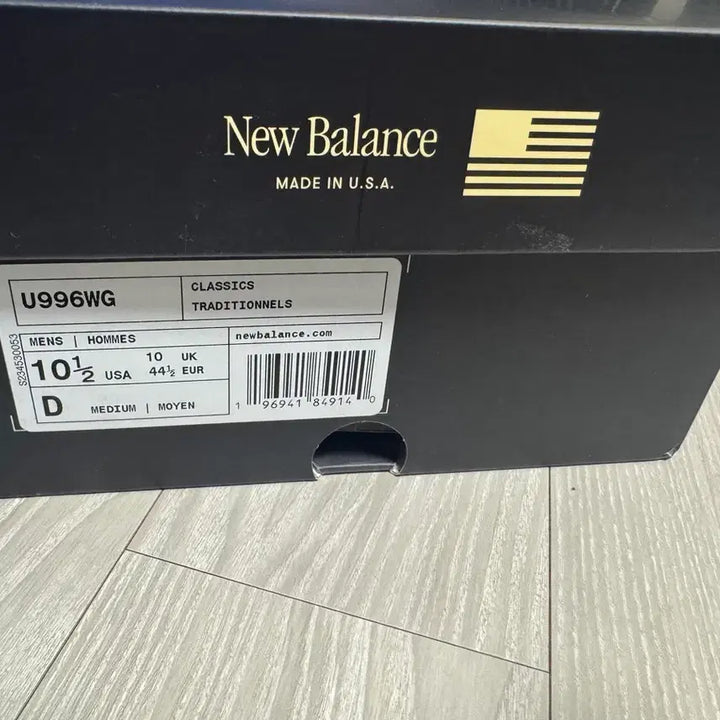 New Balance
MADE IN U.S.A.
U996WG
CLASSICS
TRADITIONNELS
MENS | HOMMES
newbalance.com
10½ USA
10 UK
44½ EUR
D MEDIUM | MOYEN
1 96941 84914 0
S234530053